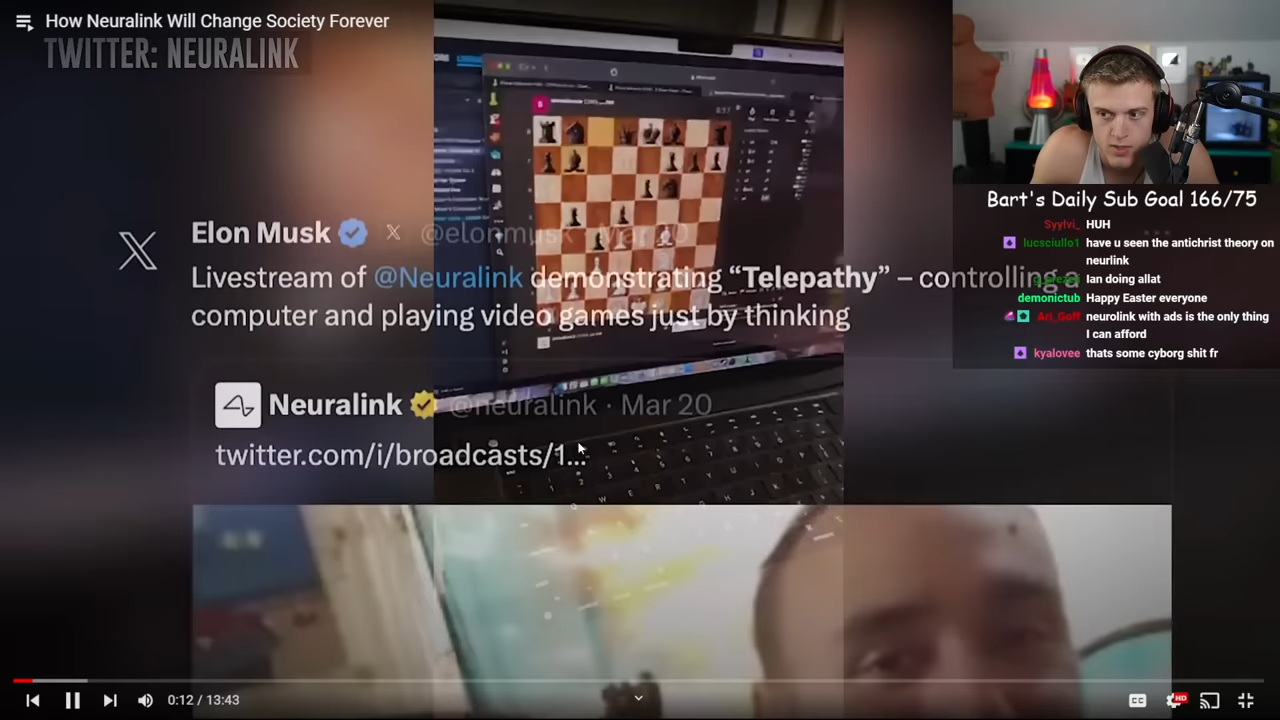 How Neuralink Will Change Society Forever
TWITTER: NEURALINK
Elon Musk @elonmusk · Mar 20
Livestream of @Neuralink demonstrating “Telepathy” – controlling a
computer and playing video games just by thinking
Neuralink @neuralink · Mar 20
twitter.com/i/broadcasts/1...
Bart's Daily Sub Goal 166/75
Syylvi_ HUH
lucsciullo1 have u seen the antichrist theory on
neurlink
Ian doing allat
demonictub Happy Easter everyone
Ari_Goff neurolink with ads is the only thing
I can afford
kyalovee thats some cyborg shit fr
0:12 / 13:43
CC
HD